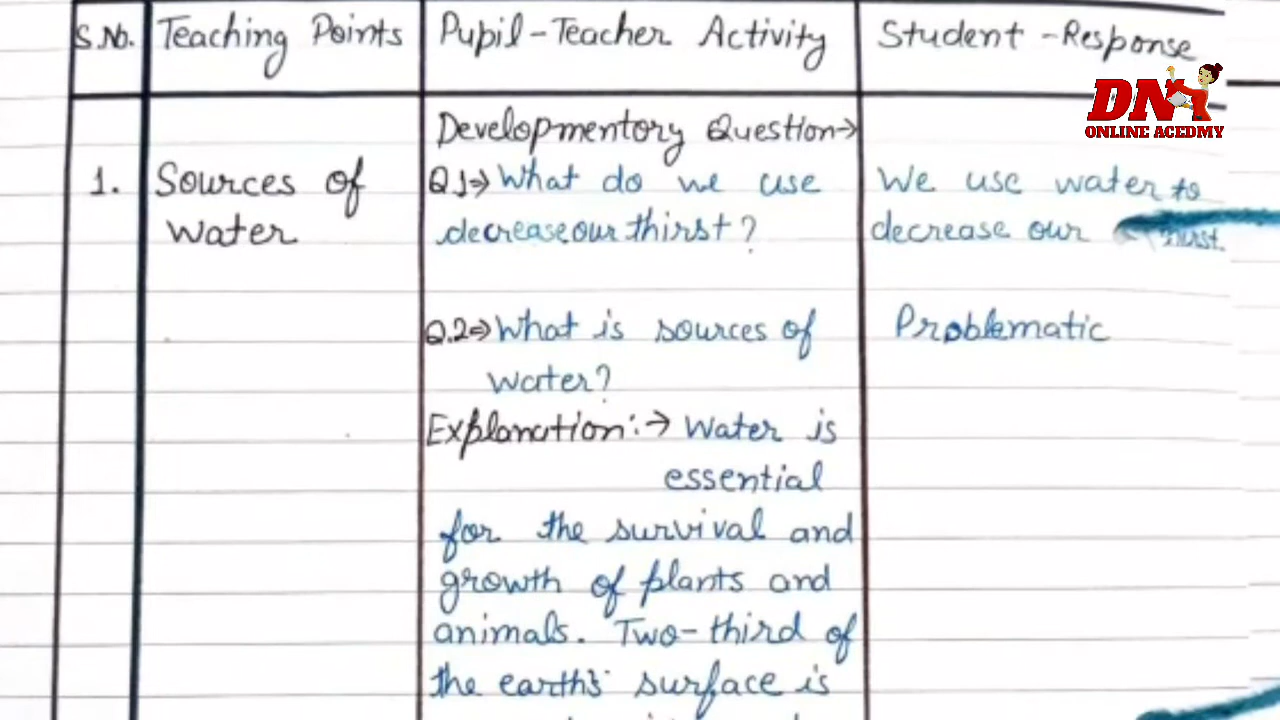 S.No. Teaching Points Pupil-Teacher Activity Student-Response
DN
ONLINE ACEDMY
Developmentory Question→
1. Sources of Q.1⇒ What do we use We use water to
water decrease our thirst? decrease our thirst.
Q.2⇒ What is sources of Problematic
water?
Explanation:→ Water is
essential
for the survival and
growth of plants and
animals. Two-third of
the earth's surface is